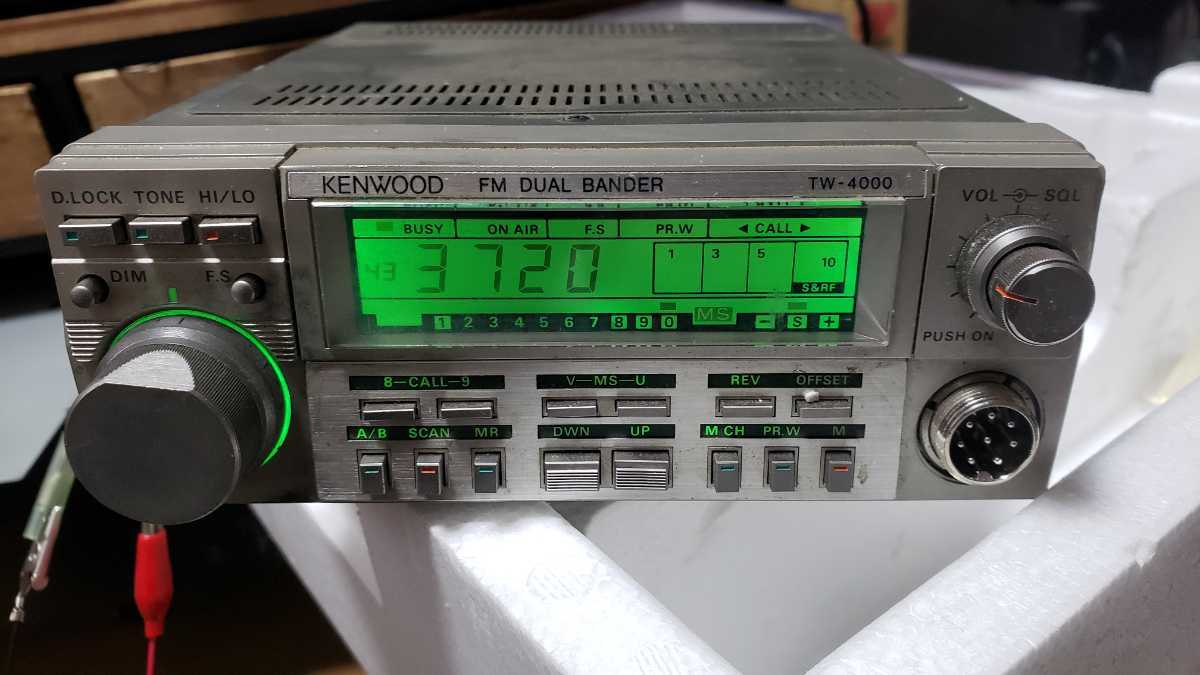 KENWOOD FM DUAL BANDER TW-4000
D.LOCK TONE HI/LO
DIM F.S
BUSY ON AIR F.S PR.W ◄ CALL ►
43 3720
1 3 5 10
S&RF
1 2 3 4 5 6 7 8 9 0 MS − S +
VOL SQL
PUSH ON
8—CALL—9 V—MS—U REV OFFSET
A/B SCAN MR DWN UP M CH PR.W M